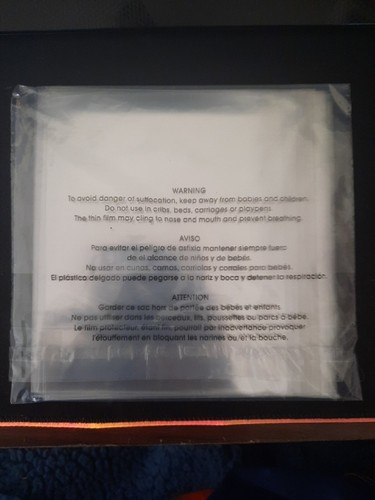 WARNING
To avoid danger of suffocation, keep away from babies and children.
Do not use in cribs, beds, carriages or playpens.
The thin film may cling to nose and mouth and prevent breathing.
AVISO
Para evitar el peligro de asfixia mantener siempre fuera
de el alcance de niños y de bebés.
No usar en cunas, camas, carriolas y corrales para bebés.
El plástico delgado puede pegarse a la nariz y boca y detener la respiración.
ATTENTION
Garder ce sac hors de portée des bébés et enfants.
Ne pas utiliser dans les berceaux, lits, poussettes ou parcs à bébé.
Le film protecteur, étant fin, pourrait par inadvertance provoquer
l'étouffement en bloquant les narines ou/et la bouche.